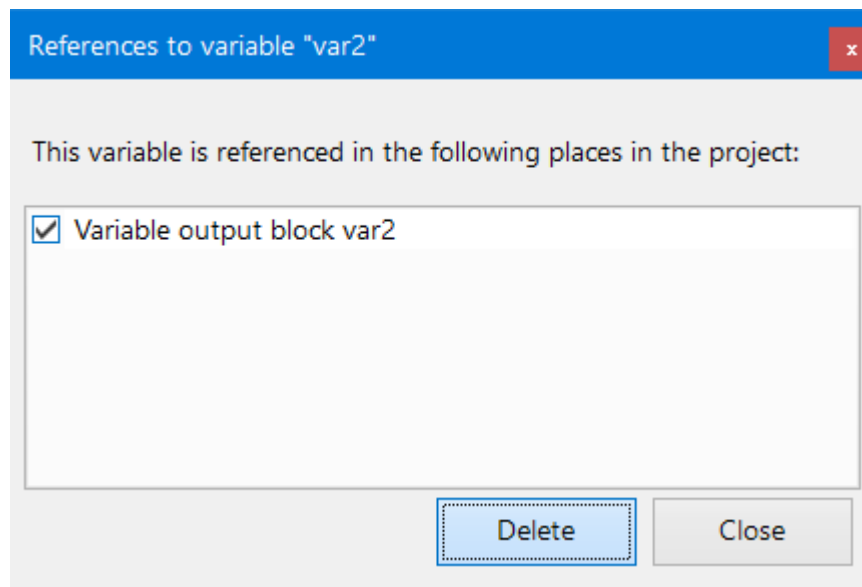 References to variable "var2"
x
This variable is referenced in the following places in the project:
Variable output block var2
Delete
Close